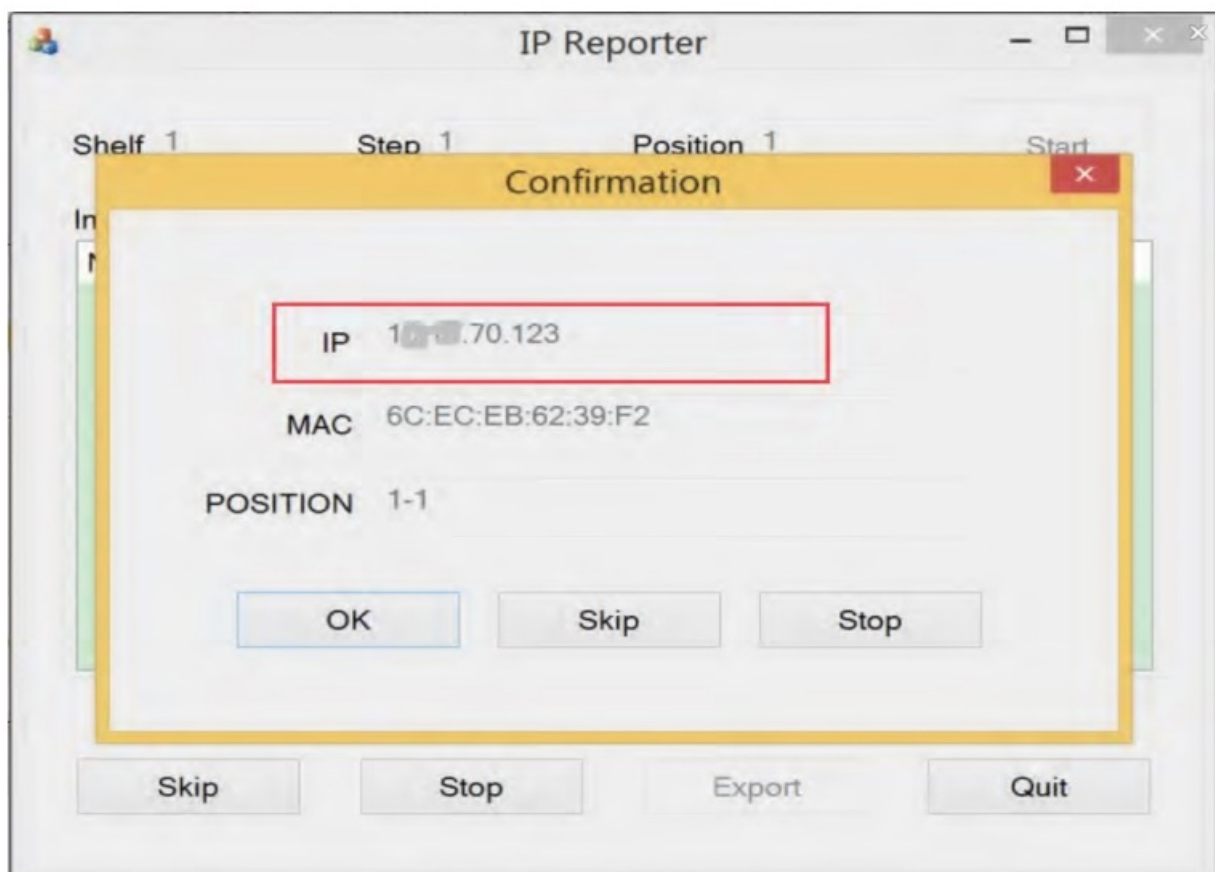 IP Reporter
Shelf 1 Step 1 Position 1 Start
Confirmation
In
IP .70.123
MAC 6C:EC:EB:62:39:F2
POSITION 1-1
OK Skip Stop
Skip Stop Export Quit